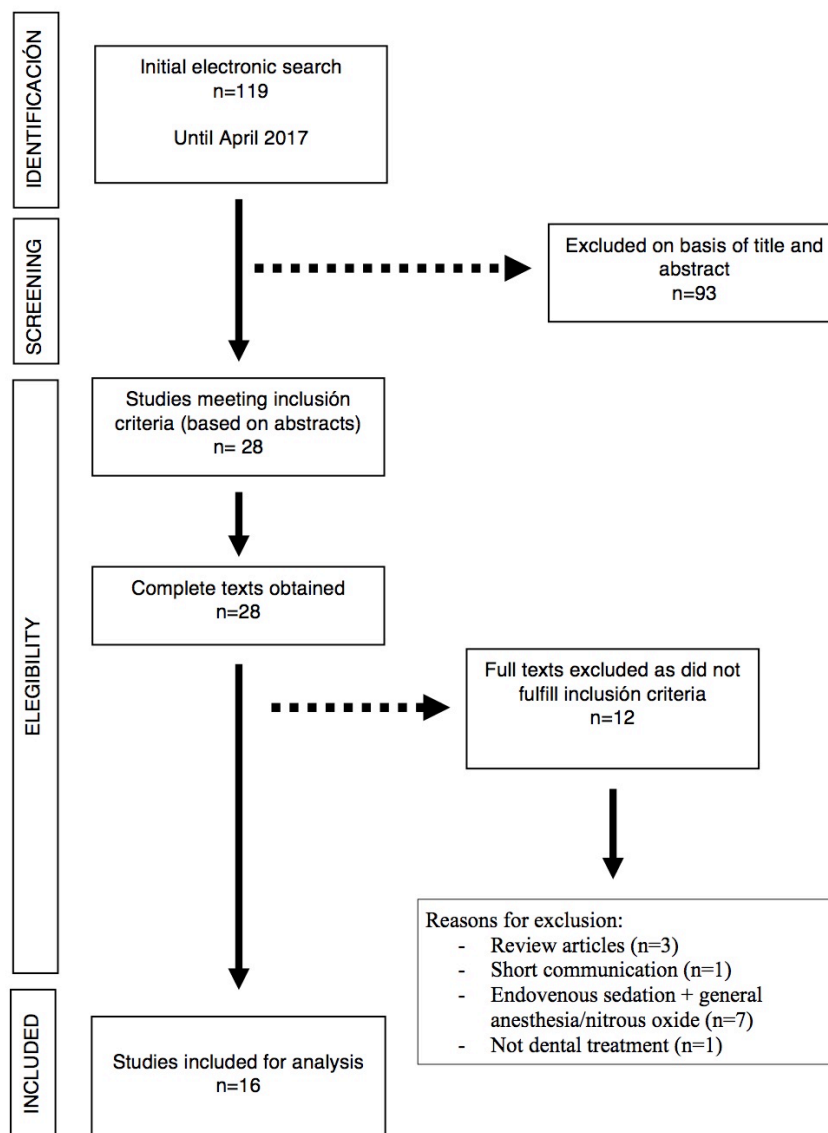 IDENTIFICACIÓN
Initial electronic search
n=119
Until April 2017
SCREENING
Excluded on basis of title and
abstract
n=93
ELEGIBILITY
Studies meeting inclusión
criteria (based on abstracts)
n= 28
Complete texts obtained
n=28
Full texts excluded as did not
fulfill inclusión criteria
n=12
Reasons for exclusion:
- Review articles (n=3)
- Short communication (n=1)
- Endovenous sedation + general
anesthesia/nitrous oxide (n=7)
- Not dental treatment (n=1)
INCLUDED
Studies included for analysis
n=16